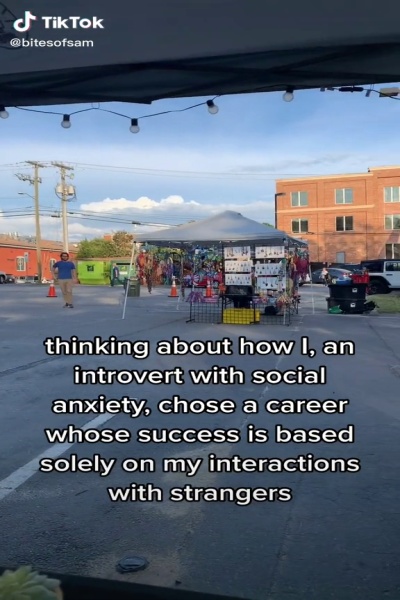 TikTok
@bitesofsam
thinking about how I, an
introvert with social
anxiety, chose a career
whose success is based
solely on my interactions
with strangers